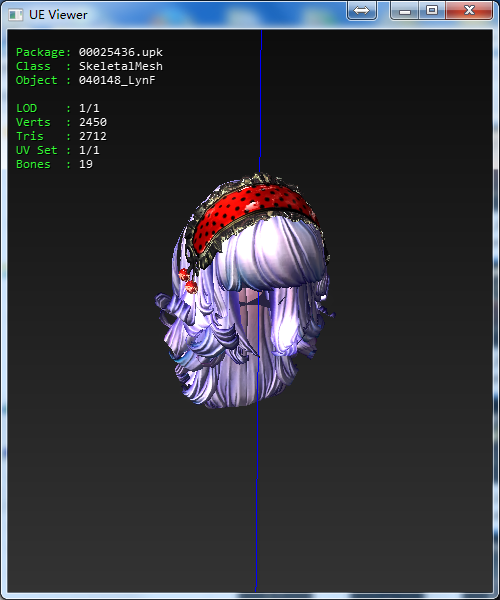 UE Viewer
Package: 00025436.upk
Class  : SkeletalMesh
Object : 040148_LynF
LOD    : 1/1
Verts  : 2450
Tris   : 2712
UV Set : 1/1
Bones  : 19